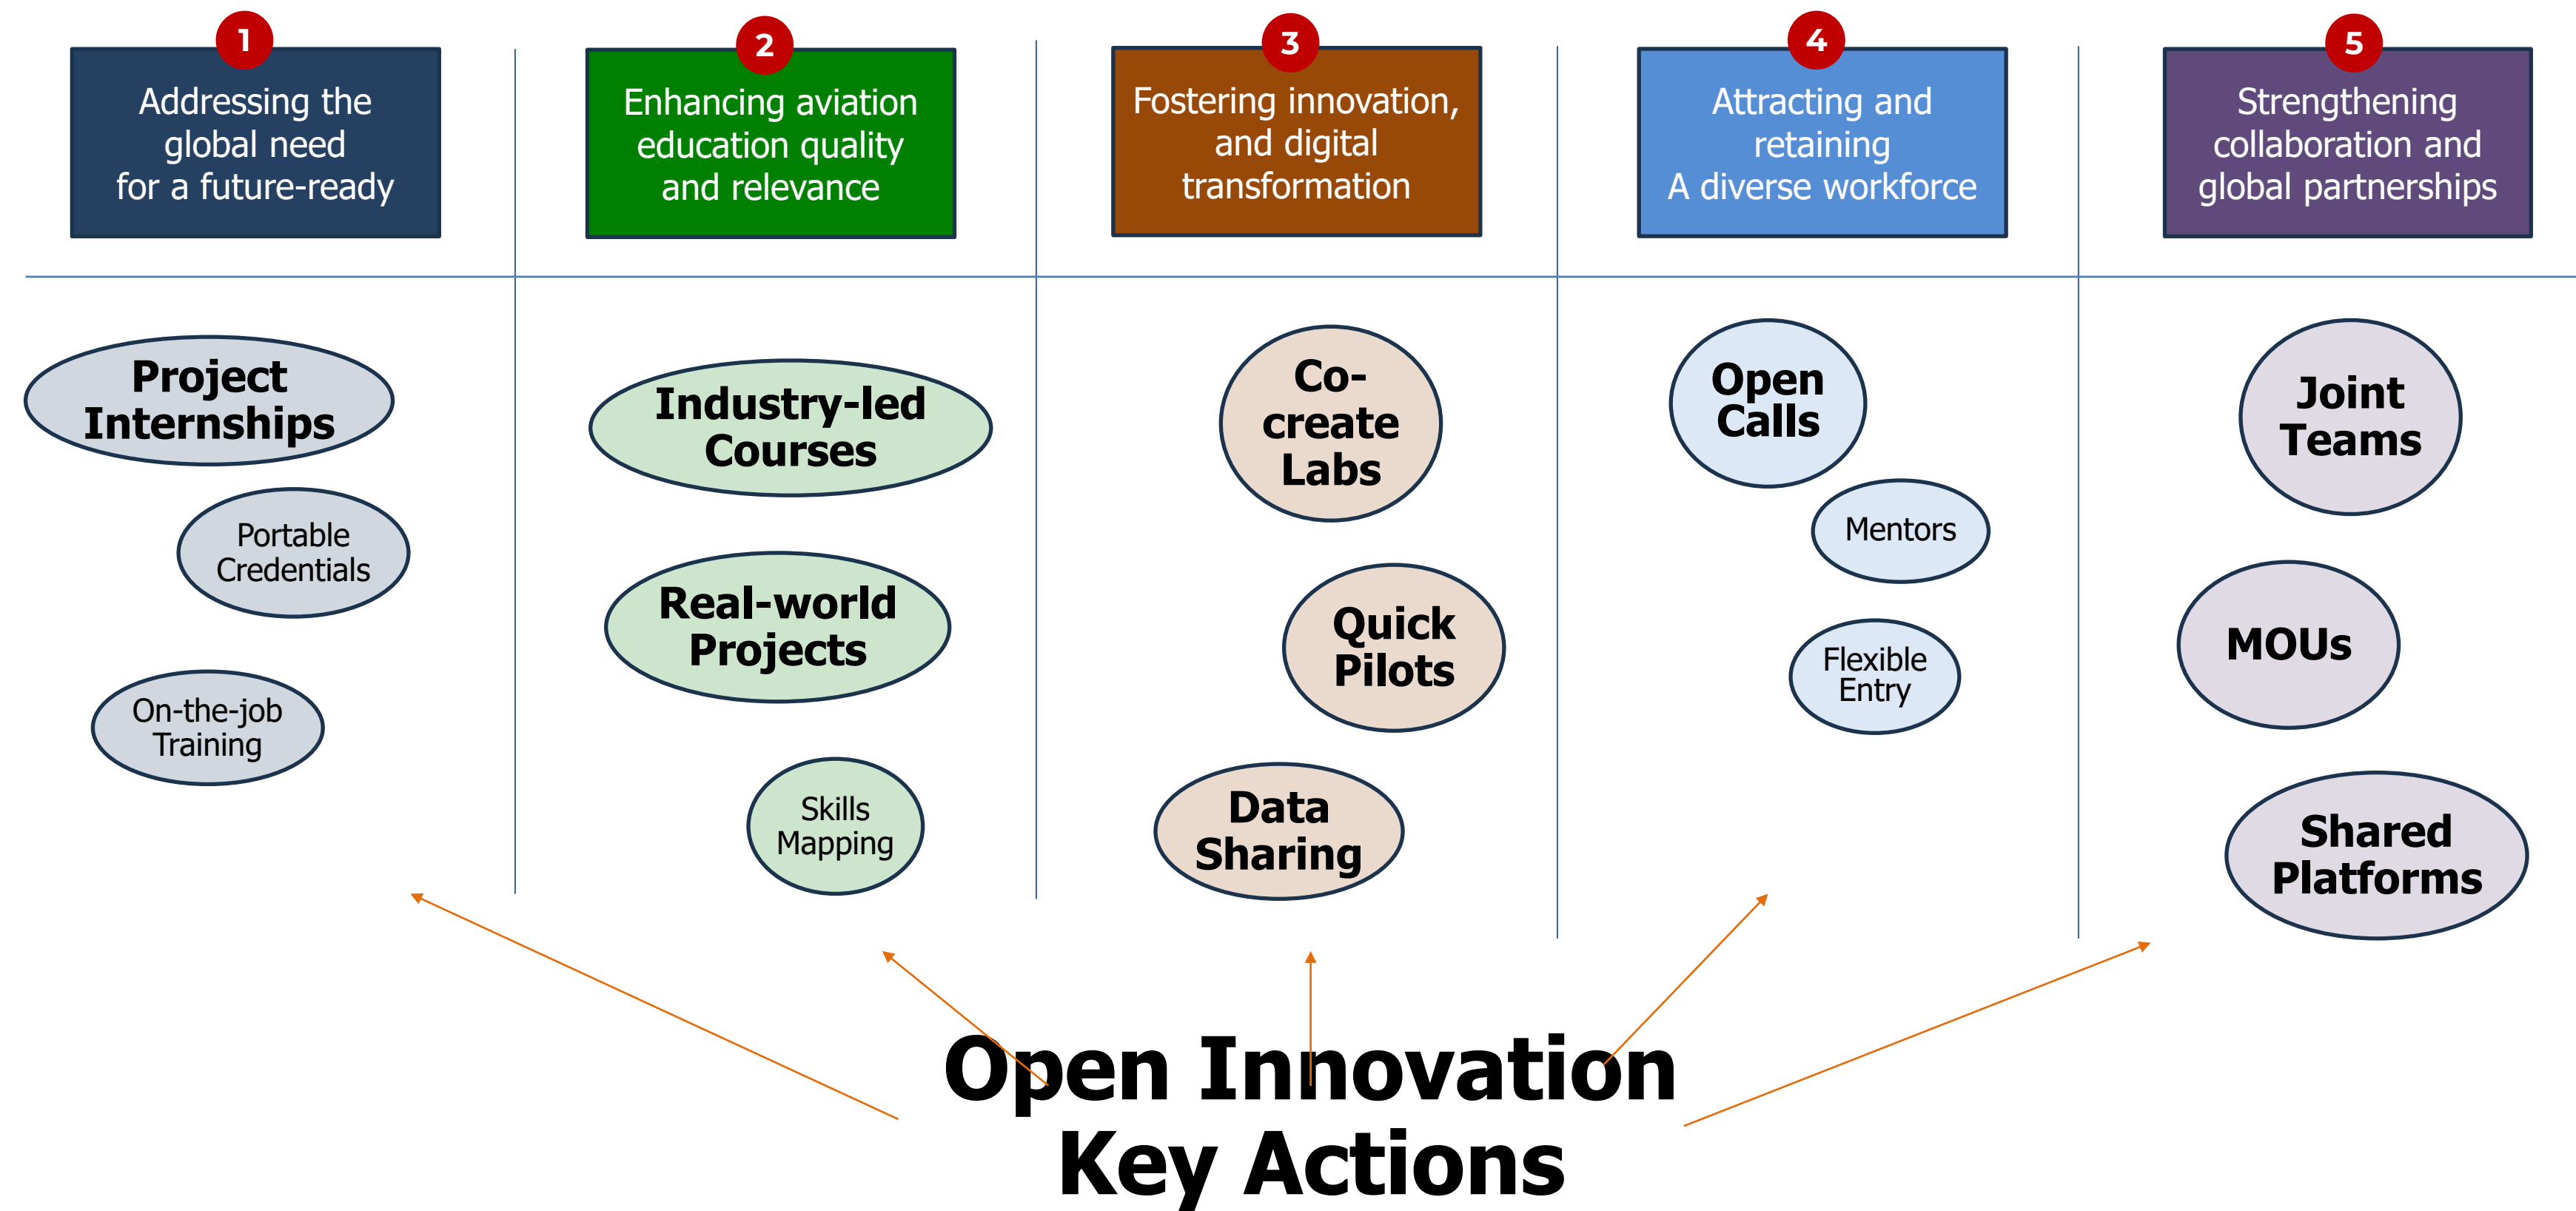 1
Addressing the
global need
for a future-ready
2
Enhancing aviation
education quality
and relevance
3
Fostering innovation,
and digital
transformation
4
Attracting and
retaining
A diverse workforce
5
Strengthening
collaboration and
global partnerships
Project
Internships
Portable
Credentials
On-the-job
Training
Industry-led
Courses
Real-world
Projects
Skills
Mapping
Co-
create
Labs
Quick
Pilots
Data
Sharing
Open
Calls
Mentors
Flexible
Entry
Joint
Teams
MOUs
Shared
Platforms
Open Innovation
Key Actions